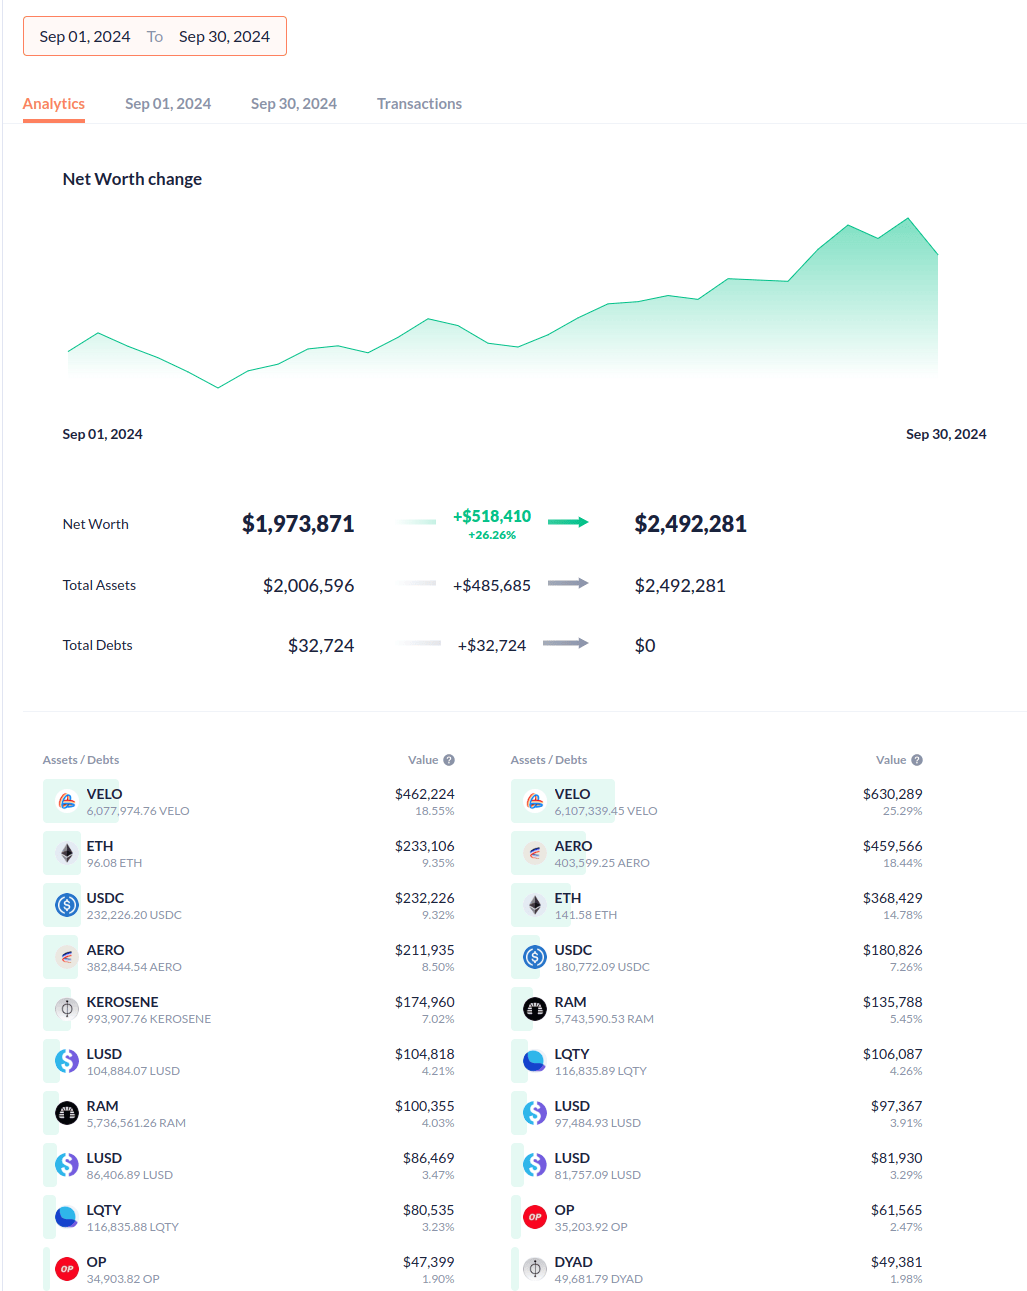 Sep 01, 2024 To Sep 30, 2024
Analytics Sep 01, 2024 Sep 30, 2024 Transactions
Net Worth change
Sep 01, 2024 Sep 30, 2024
Net Worth $1,973,871 +$518,410 $2,492,281
+26.26%
Total Assets $2,006,596 +$485,685 $2,492,281
Total Debts $32,724 +$32,724 $0
Assets / Debts Value ?
VELO $462,224
6,077,974.76 VELO 18.55%
ETH $233,106
96.08 ETH 9.35%
USDC $232,226
232,226.20 USDC 9.32%
AERO $211,935
382,844.54 AERO 8.50%
KEROSENE $174,960
993,907.76 KEROSENE 7.02%
LUSD $104,818
104,884.07 LUSD 4.21%
RAM $100,355
5,736,561.26 RAM 4.03%
LUSD $86,469
86,406.89 LUSD 3.47%
LQTY $80,535
116,835.88 LQTY 3.23%
OP OP $47,399
34,903.82 OP 1.90%
Assets / Debts Value ?
VELO $630,289
6,107,339.45 VELO 25.29%
AERO $459,566
403,599.25 AERO 18.44%
ETH $368,429
141.58 ETH 14.78%
USDC $180,826
180,772.09 USDC 7.26%
RAM $135,788
5,743,590.53 RAM 5.45%
LQTY $106,087
116,835.89 LQTY 4.26%
LUSD $97,367
97,484.93 LUSD 3.91%
LUSD $81,930
81,757.09 LUSD 3.29%
OP OP $61,565
35,203.92 OP 2.47%
DYAD $49,381
49,681.79 DYAD 1.98%